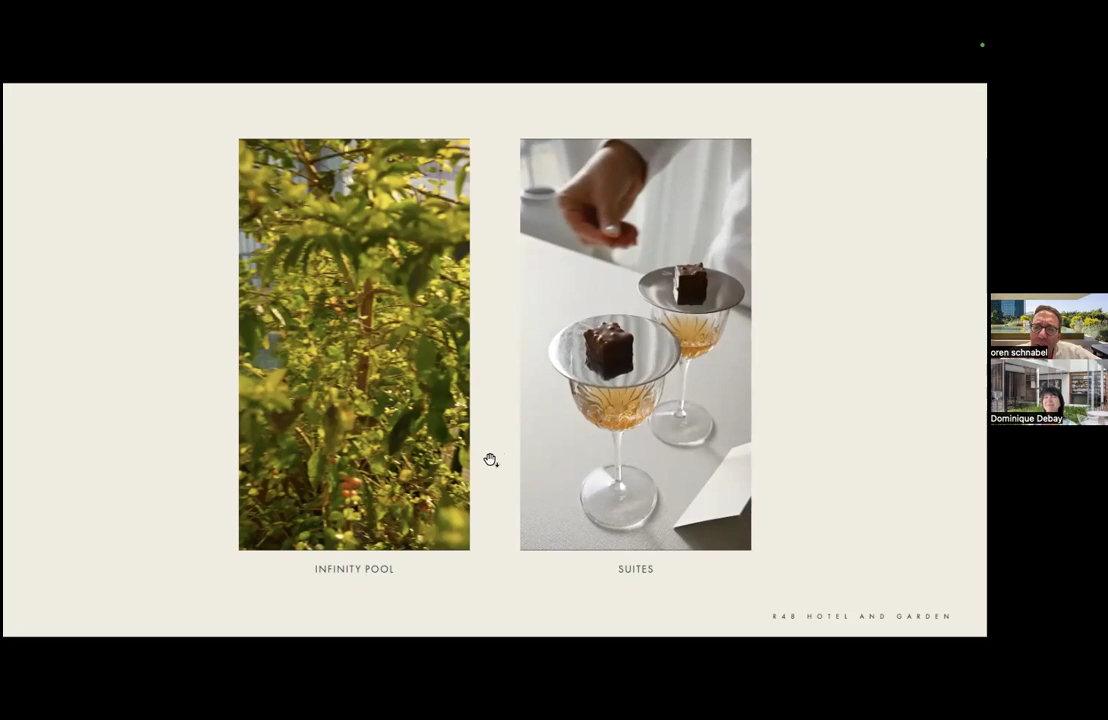 INFINITY POOL
SUITES
R48 HOTEL AND GARDEN
oren schnabel
Dominique Debay